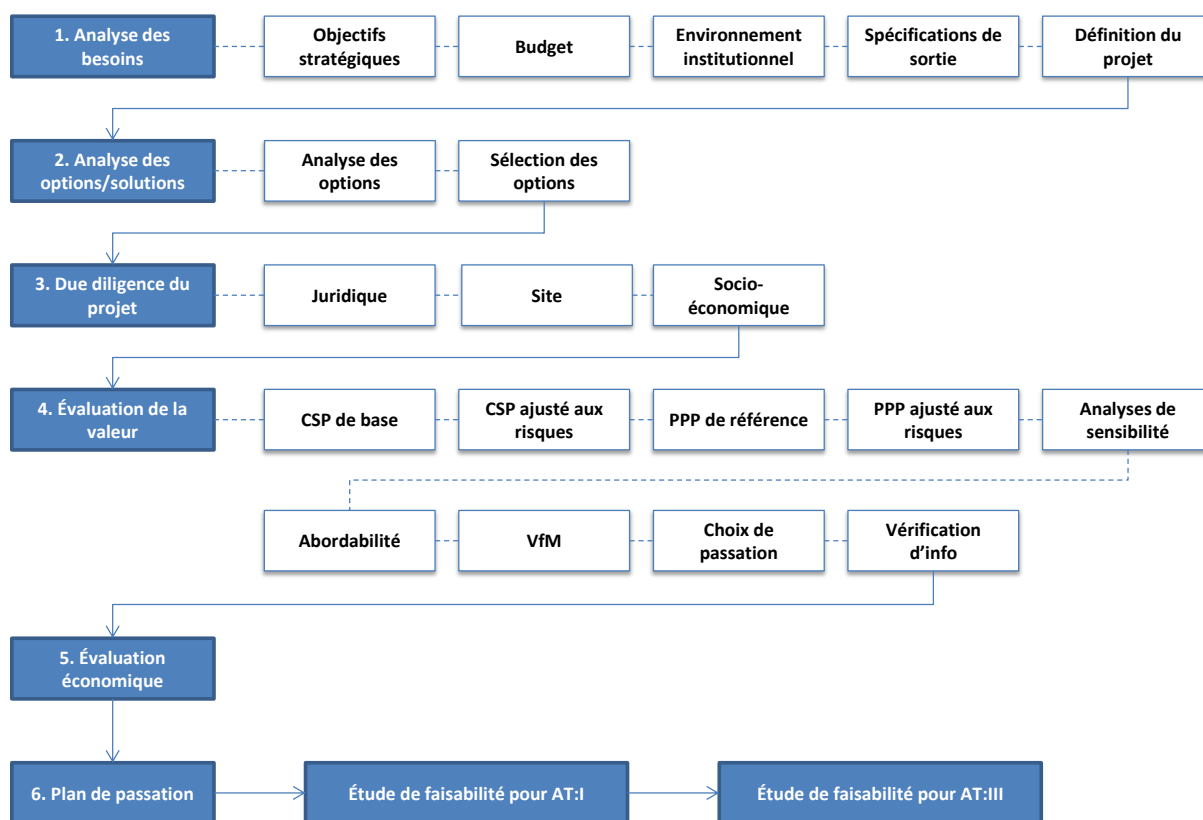 1. Analyse des
besoins
Objectifs
stratégiques
Budget
Environnement
institutionnel
Spécifications de
sortie
Définition du
projet
2. Analyse des
options/solutions
Analyse des
options
Sélection des
options
3. Due diligence du
projet
Juridique
Site
Socio-
économique
4. Évaluation de la
valeur
CSP de base
CSP ajusté aux
risques
PPP de référence
PPP ajusté aux
risques
Analyses de
sensibilité
Abordabilité
VfM
Choix de
passation
Vérification
d’info
5. Évaluation
économique
6. Plan de passation
Étude de faisabilité pour AT:I
Étude de faisabilité pour AT:III